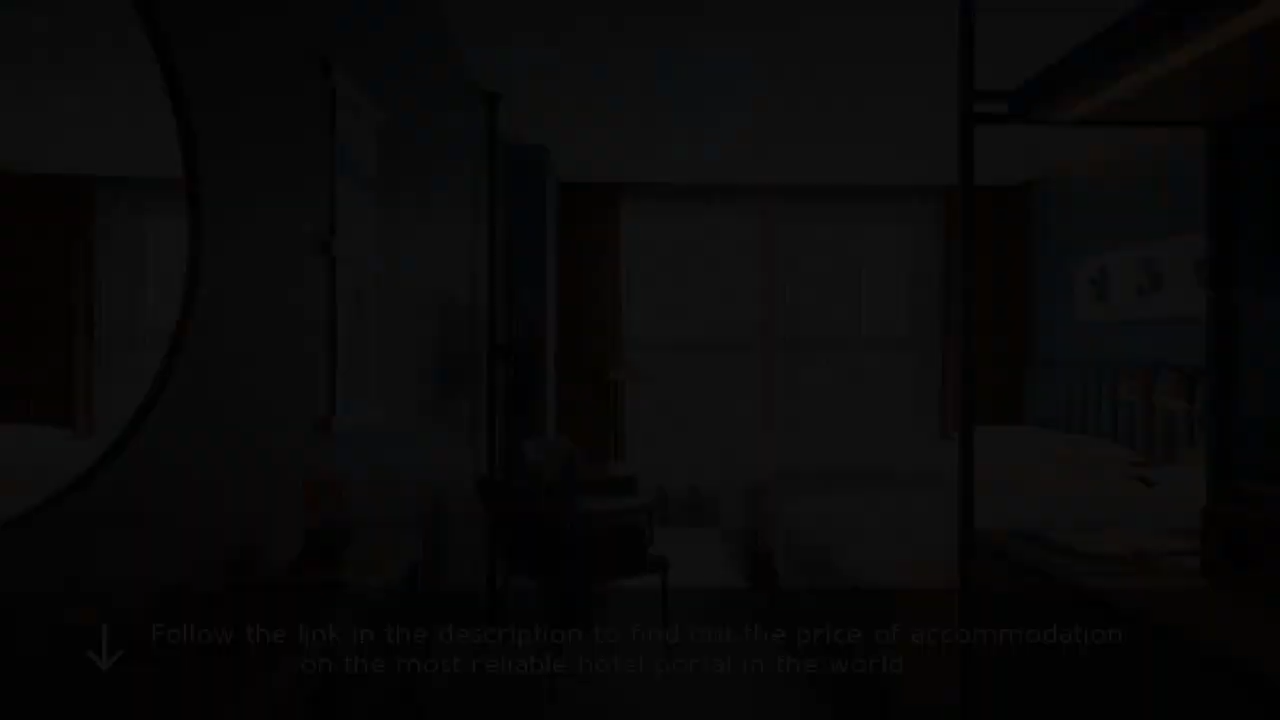 Follow the link in the description to find out the price of accommodation
on the most reliable hotel portal in the world